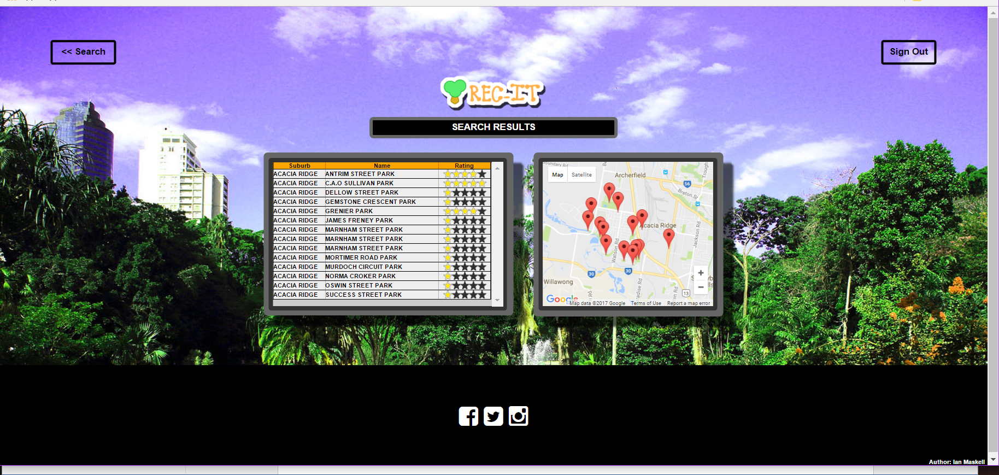 << Search
Sign Out
REC-IT
SEARCH RESULTS
Suburb Name Rating
ACACIA RIDGE ANTRIM STREET PARK
ACACIA RIDGE C.A.O SULLIVAN PARK
ACACIA RIDGE DELLOW STREET PARK
ACACIA RIDGE GEMSTONE CRESCENT PARK
ACACIA RIDGE GRENIER PARK
ACACIA RIDGE JAMES FRENEY PARK
ACACIA RIDGE MARNHAM STREET PARK
ACACIA RIDGE MARNHAM STREET PARK
ACACIA RIDGE MARNHAM STREET PARK
ACACIA RIDGE MORTIMER ROAD PARK
ACACIA RIDGE MURDOCH CIRCUIT PARK
ACACIA RIDGE NORMA CROKER PARK
ACACIA RIDGE OSWIN STREET PARK
ACACIA RIDGE SUCCESS STREET PARK
Map Satellite
Archerfield
56
Breton St
Acacia Ridge
Jackson Rd
Watson Rd
30
30
Willawong
13
Google
Map data ©2017 Google Terms of Use Report a map error
Author: Ian Maskell